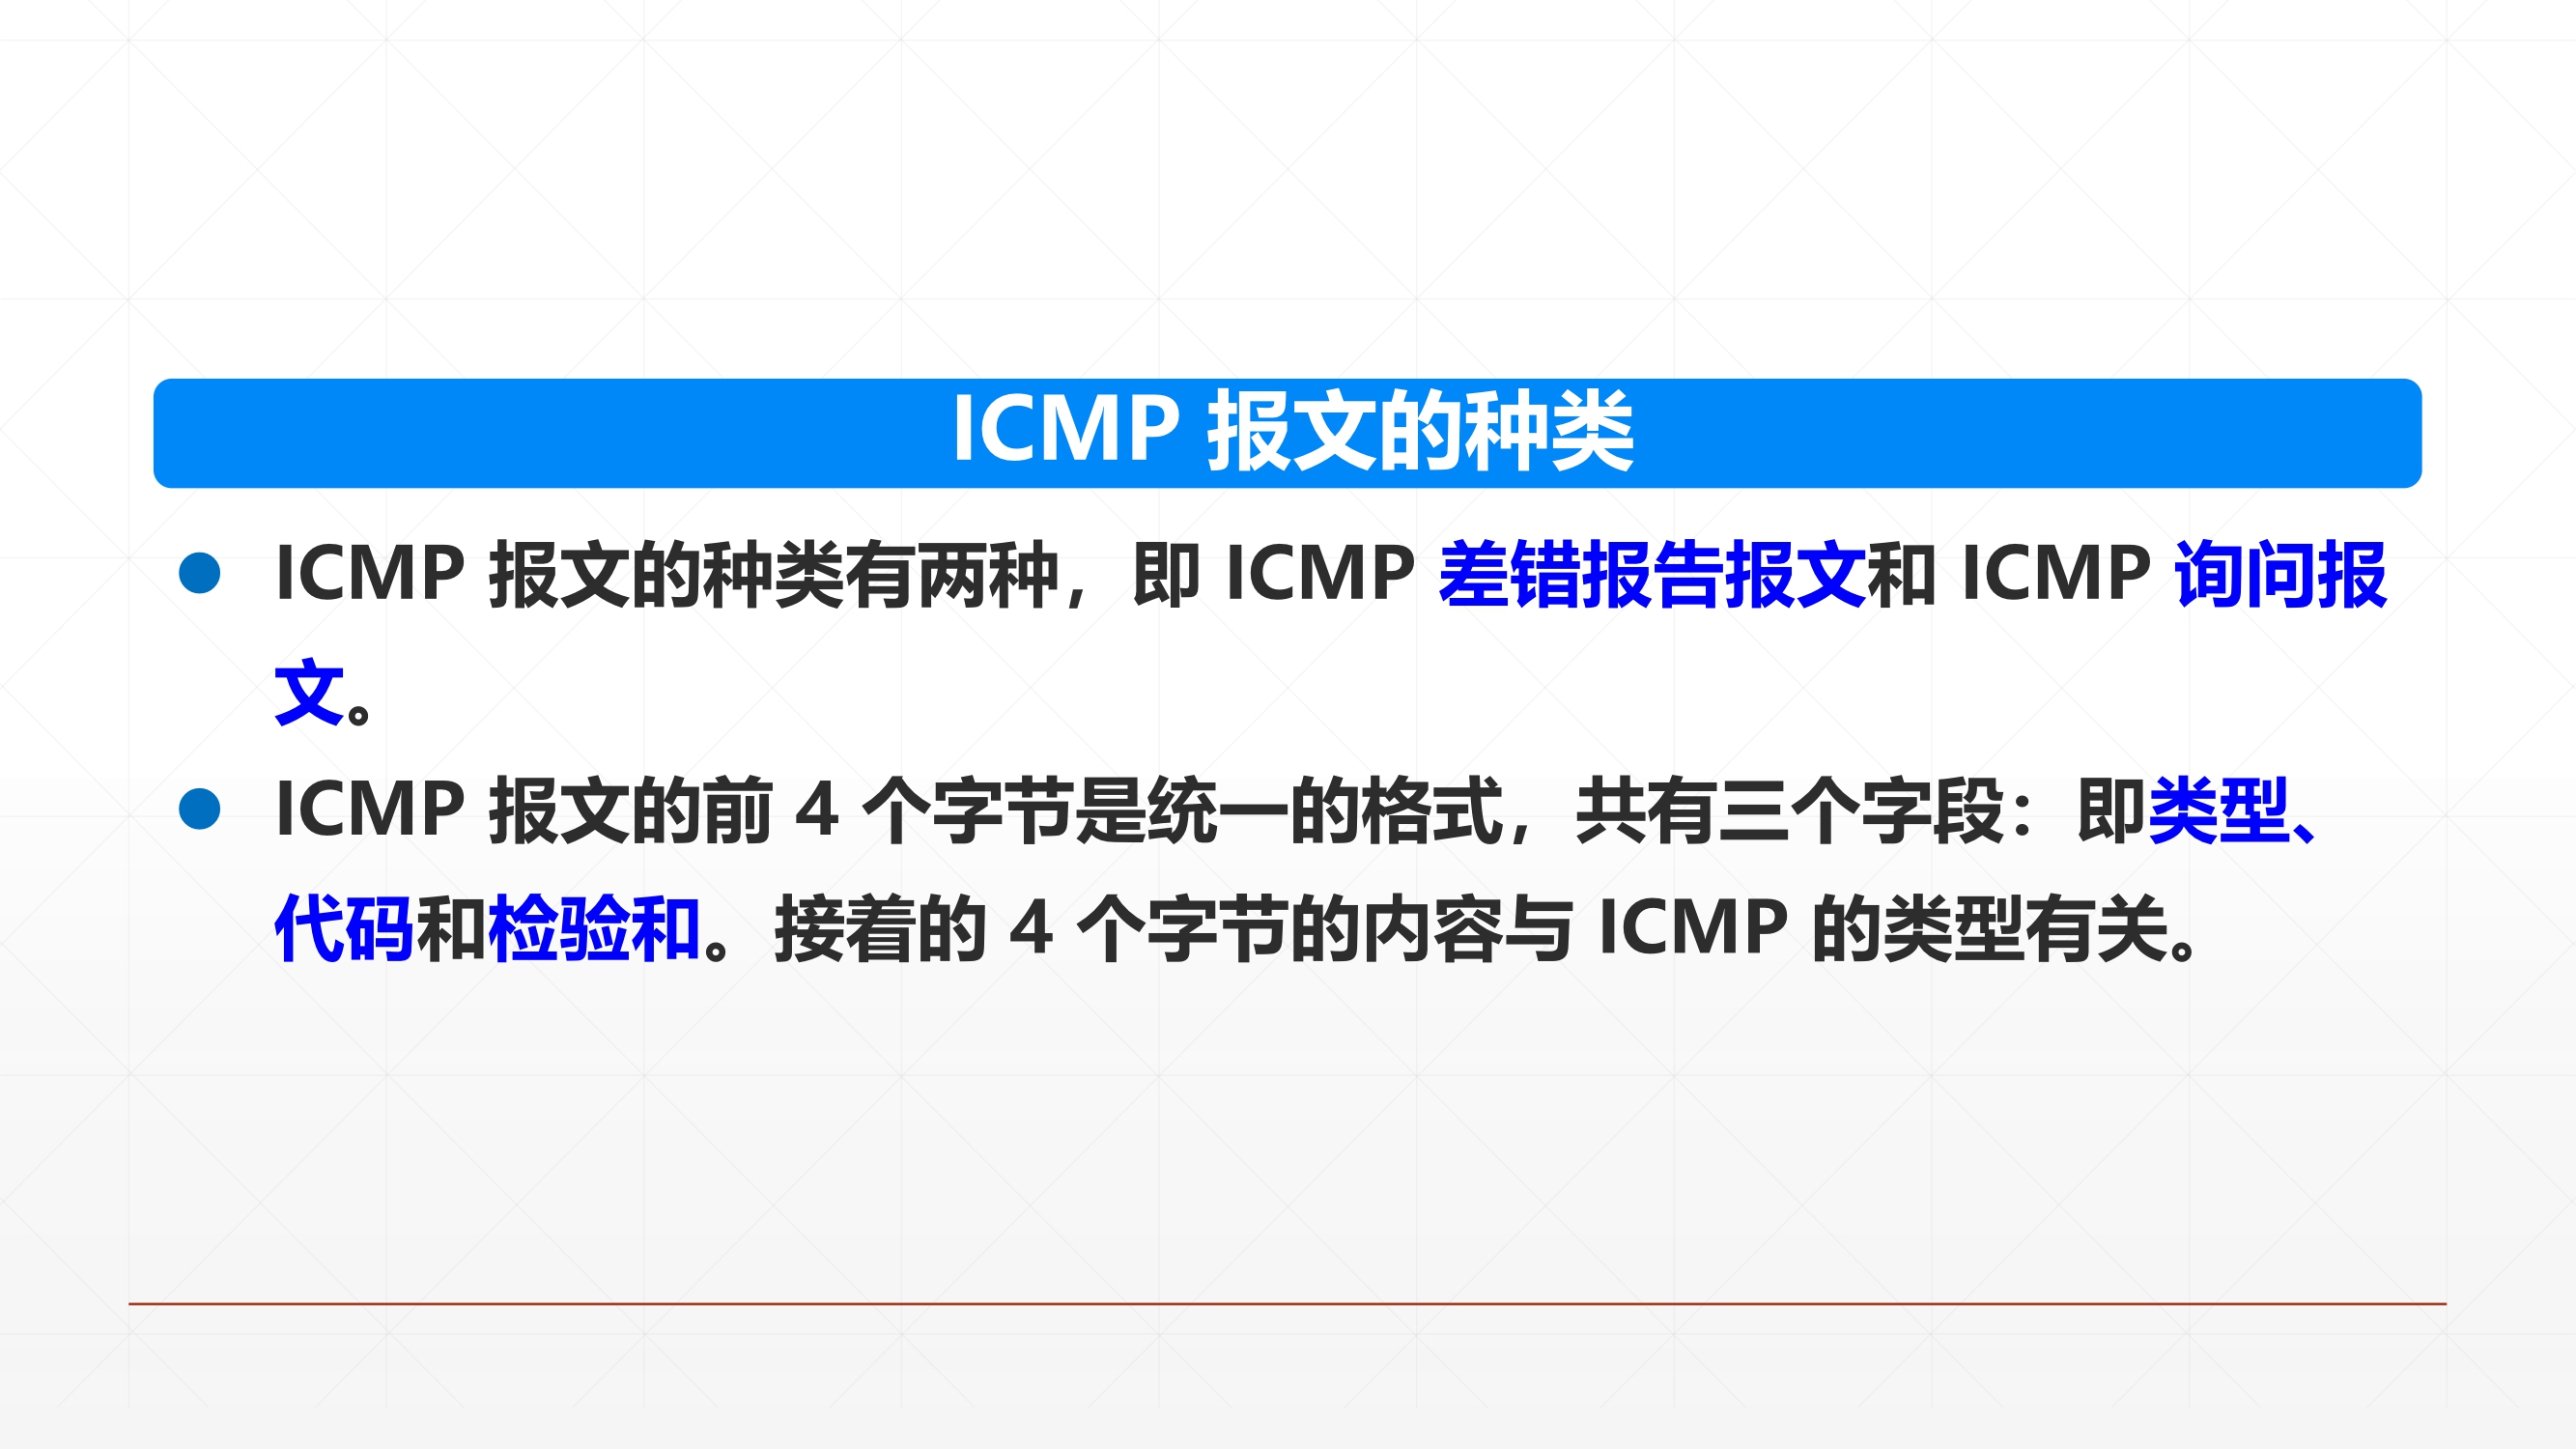 ICMP 报文的种类
ICMP 报文的种类有两种，即 ICMP 差错报告报文和 ICMP 询问报
文。
ICMP 报文的前 4 个字节是统一的格式，共有三个字段：即类型、
代码和检验和。接着的 4 个字节的内容与 ICMP 的类型有关。